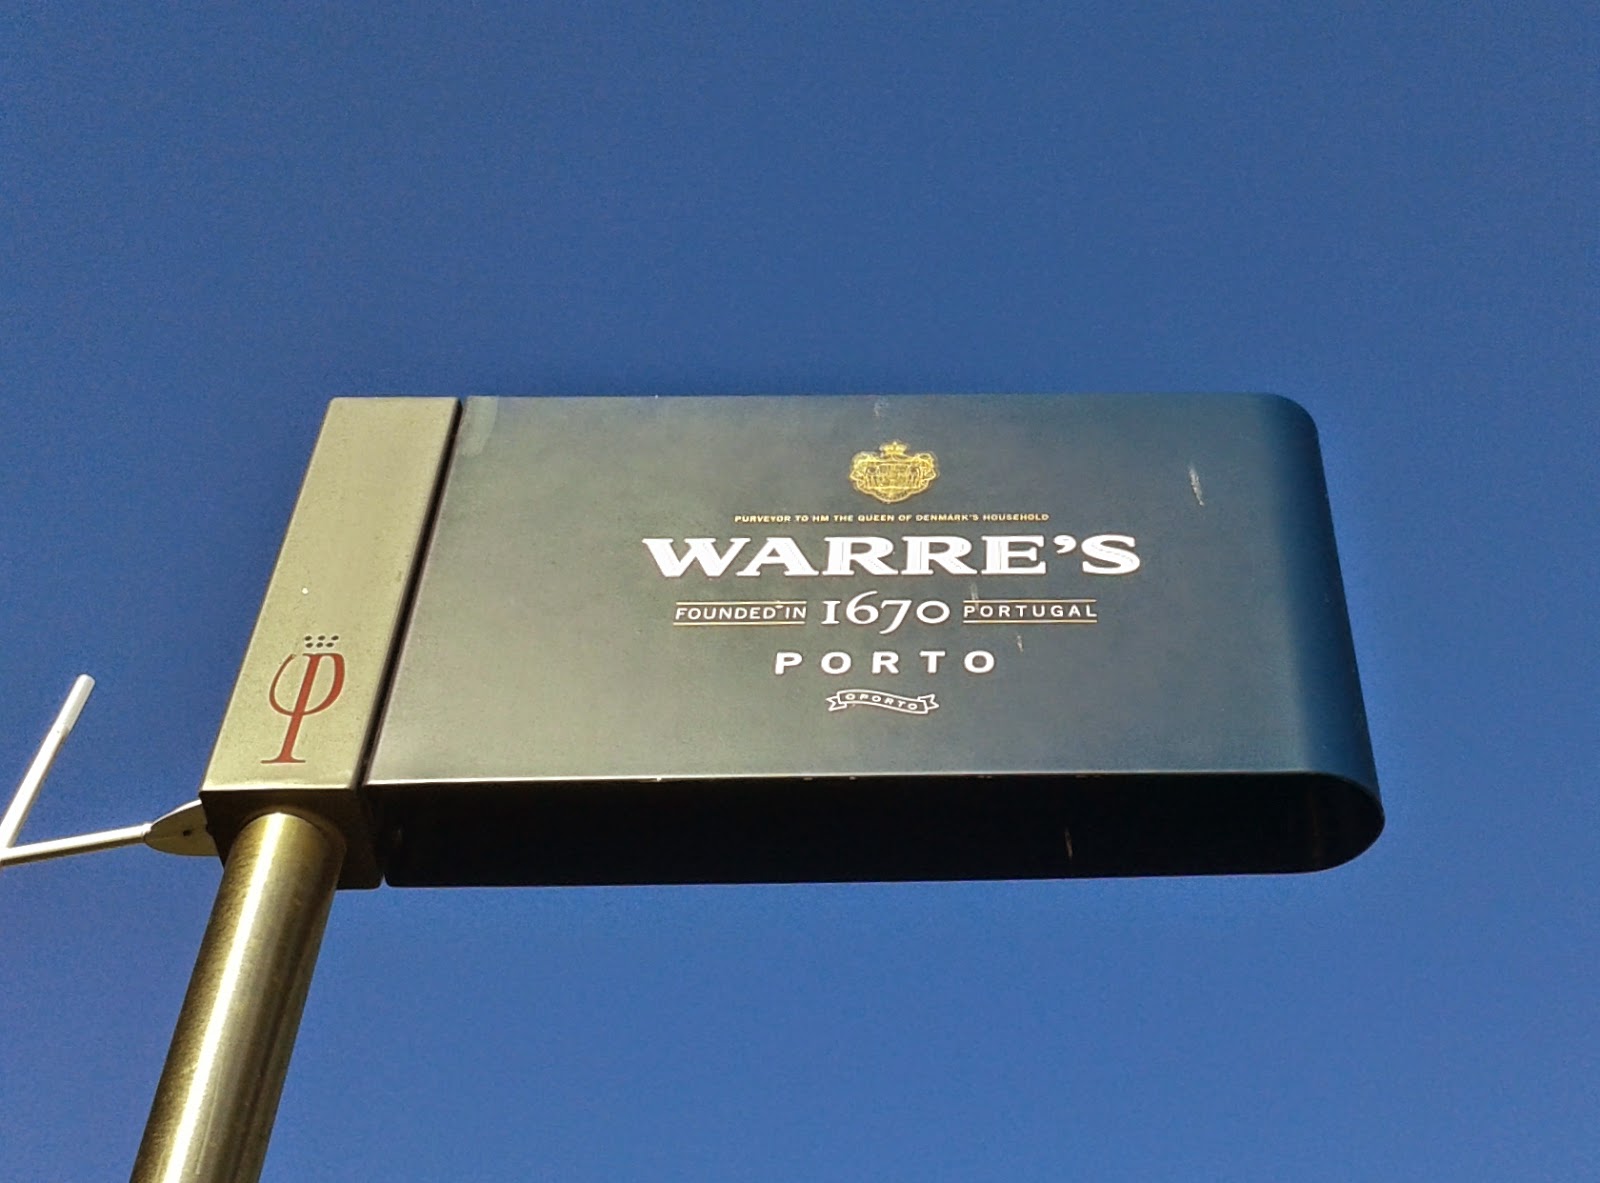 PURVEYOR TO HM THE QUEEN OF DENMARK'S HOUSEHOLD
WARRE'S
FOUNDED IN 1670 PORTUGAL
PORTO
OPORTO